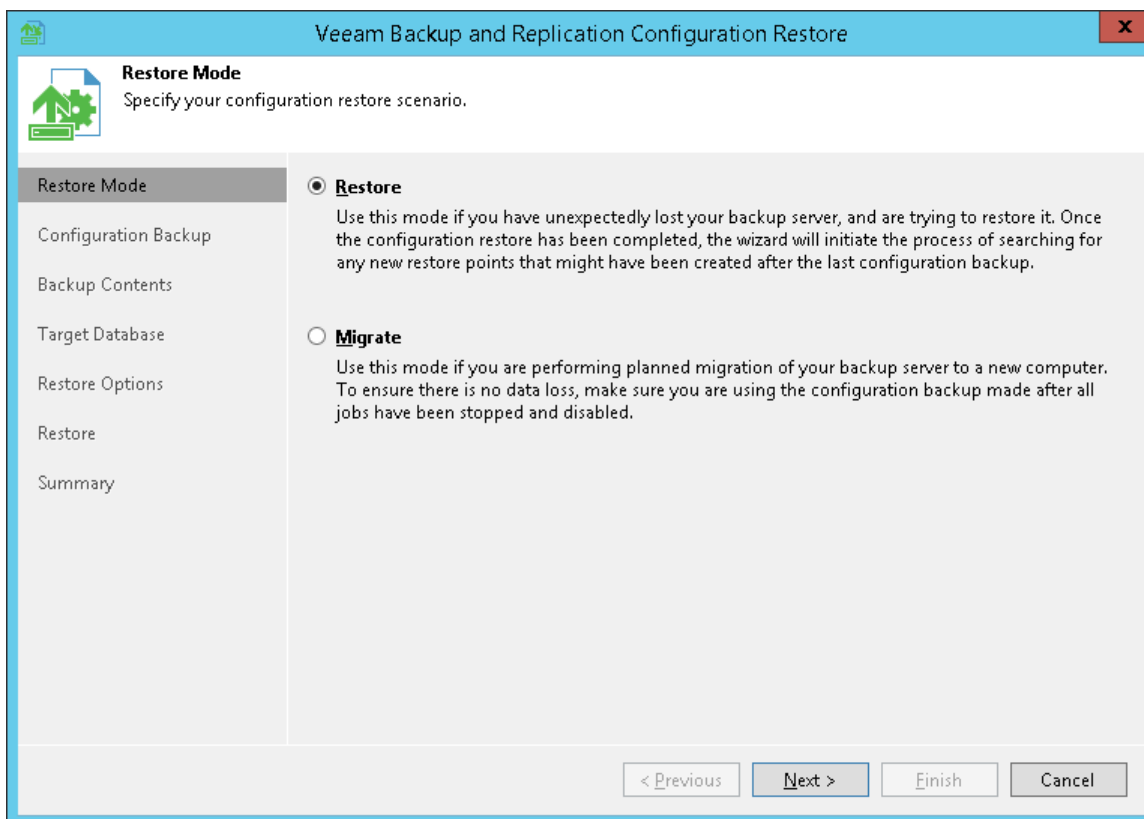 Veeam Backup and Replication Configuration Restore
x
Restore Mode
Specify your configuration restore scenario.
Restore Mode
Configuration Backup
Backup Contents
Target Database
Restore Options
Restore
Summary
Restore
Use this mode if you have unexpectedly lost your backup server, and are trying to restore it. Once
the configuration restore has been completed, the wizard will initiate the process of searching for
any new restore points that might have been created after the last configuration backup.
Migrate
Use this mode if you are performing planned migration of your backup server to a new computer.
To ensure there is no data loss, make sure you are using the configuration backup made after all
jobs have been stopped and disabled.
< Previous
Next >
Finish
Cancel